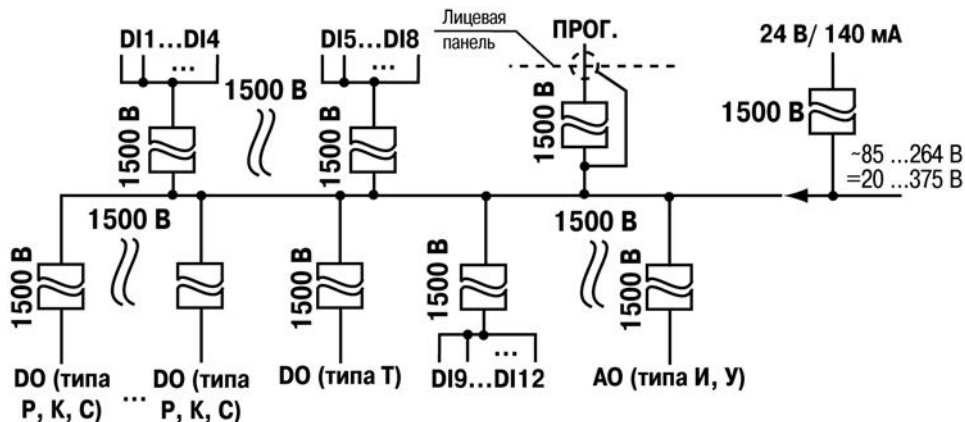 DI1...DI4
...
1500 В
1500 В
DI5...DI8
...
1500 В
Лицевая
панель
ПРОГ.
1500 В
24 В/ 140 мА
1500 В
~85 ...264 В
=20 ...375 В
1500 В
1500 В
1500 В
1500 В
1500 В
1500 В
1500 В
DO (типа
Р, К, С)
...
DO (типа
Р, К, С)
DO (типа Т)
...
DI9...DI12
АО (типа И, У)